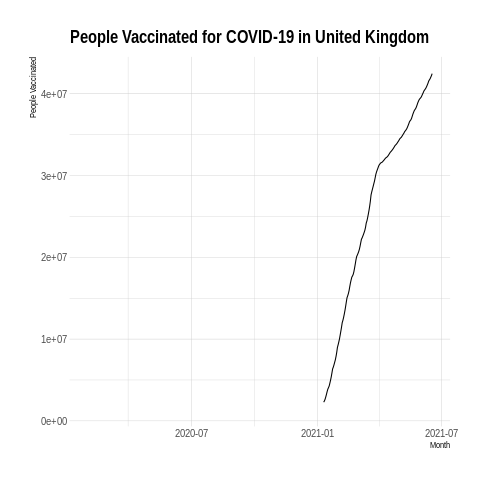 People Vaccinated for COVID-19 in United Kingdom
People Vaccinated
4e+07
3e+07
2e+07
1e+07
0e+00
2020-07
2021-01
2021-07
Month